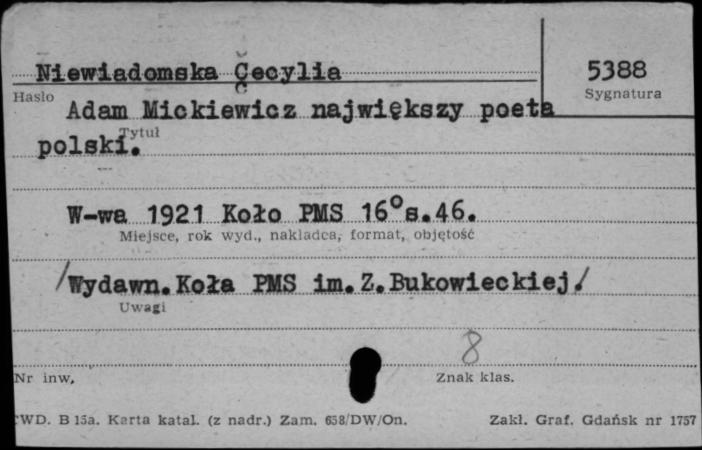 Niewiadomska Cecylia
5388
Hasło
Sygnatura
Adam Mickiewicz największy poeta
Tytuł
polski.
W-wa 1921 Koło PMS 16° s.46.
Miejsce, rok wyd., nakładca, format, objętość
/Wydawn.Koła PMS im.Z.Bukowieckiej/
Uwagi
8
Nr inw,
Znak klas.
WD. B 15a. Karta katal. (z nadr.) Zam. 658/DW/On.
Zakł. Graf. Gdańsk nr 1757